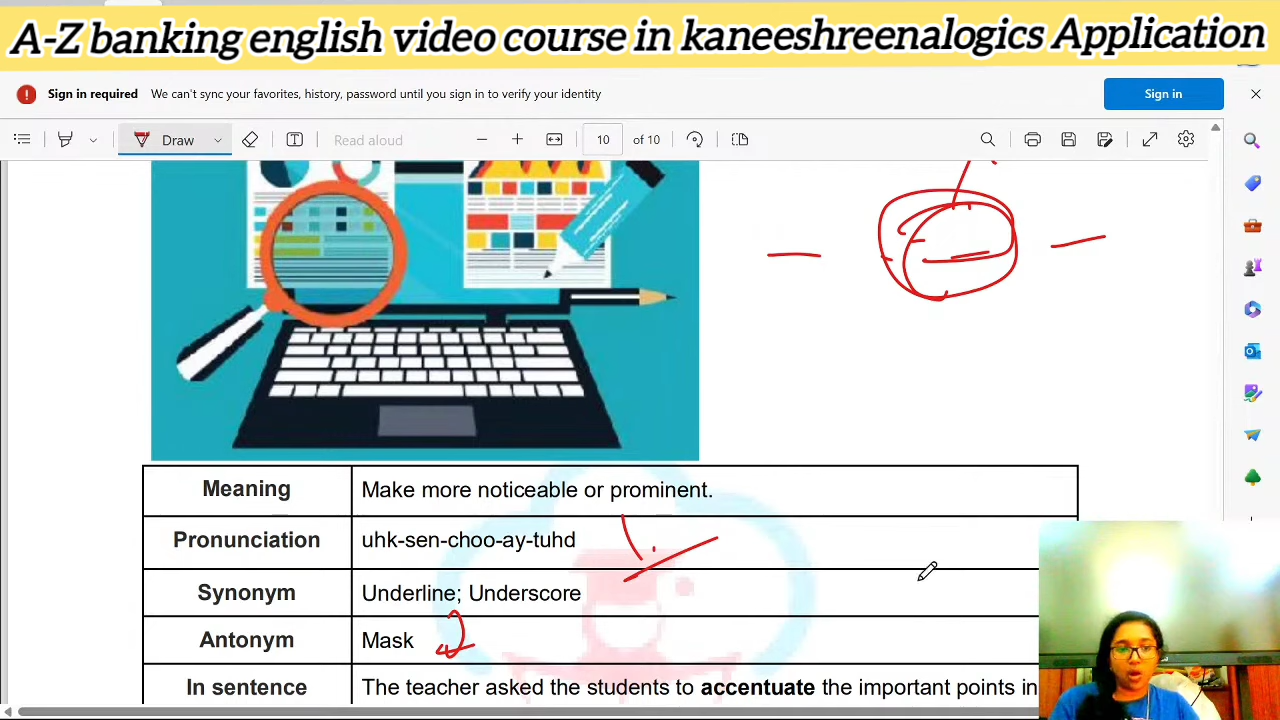 A-Z banking english video course in kaneeshreenalogics Application
Sign in required We can't sync your favorites, history, password until you sign in to verify your identity Sign in
Draw Read aloud 10 of 10
Meaning Make more noticeable or prominent.
Pronunciation uhk-sen-choo-ay-tuhd
Synonym Underline; Underscore
Antonym Mask
In sentence The teacher asked the students to accentuate the important points in